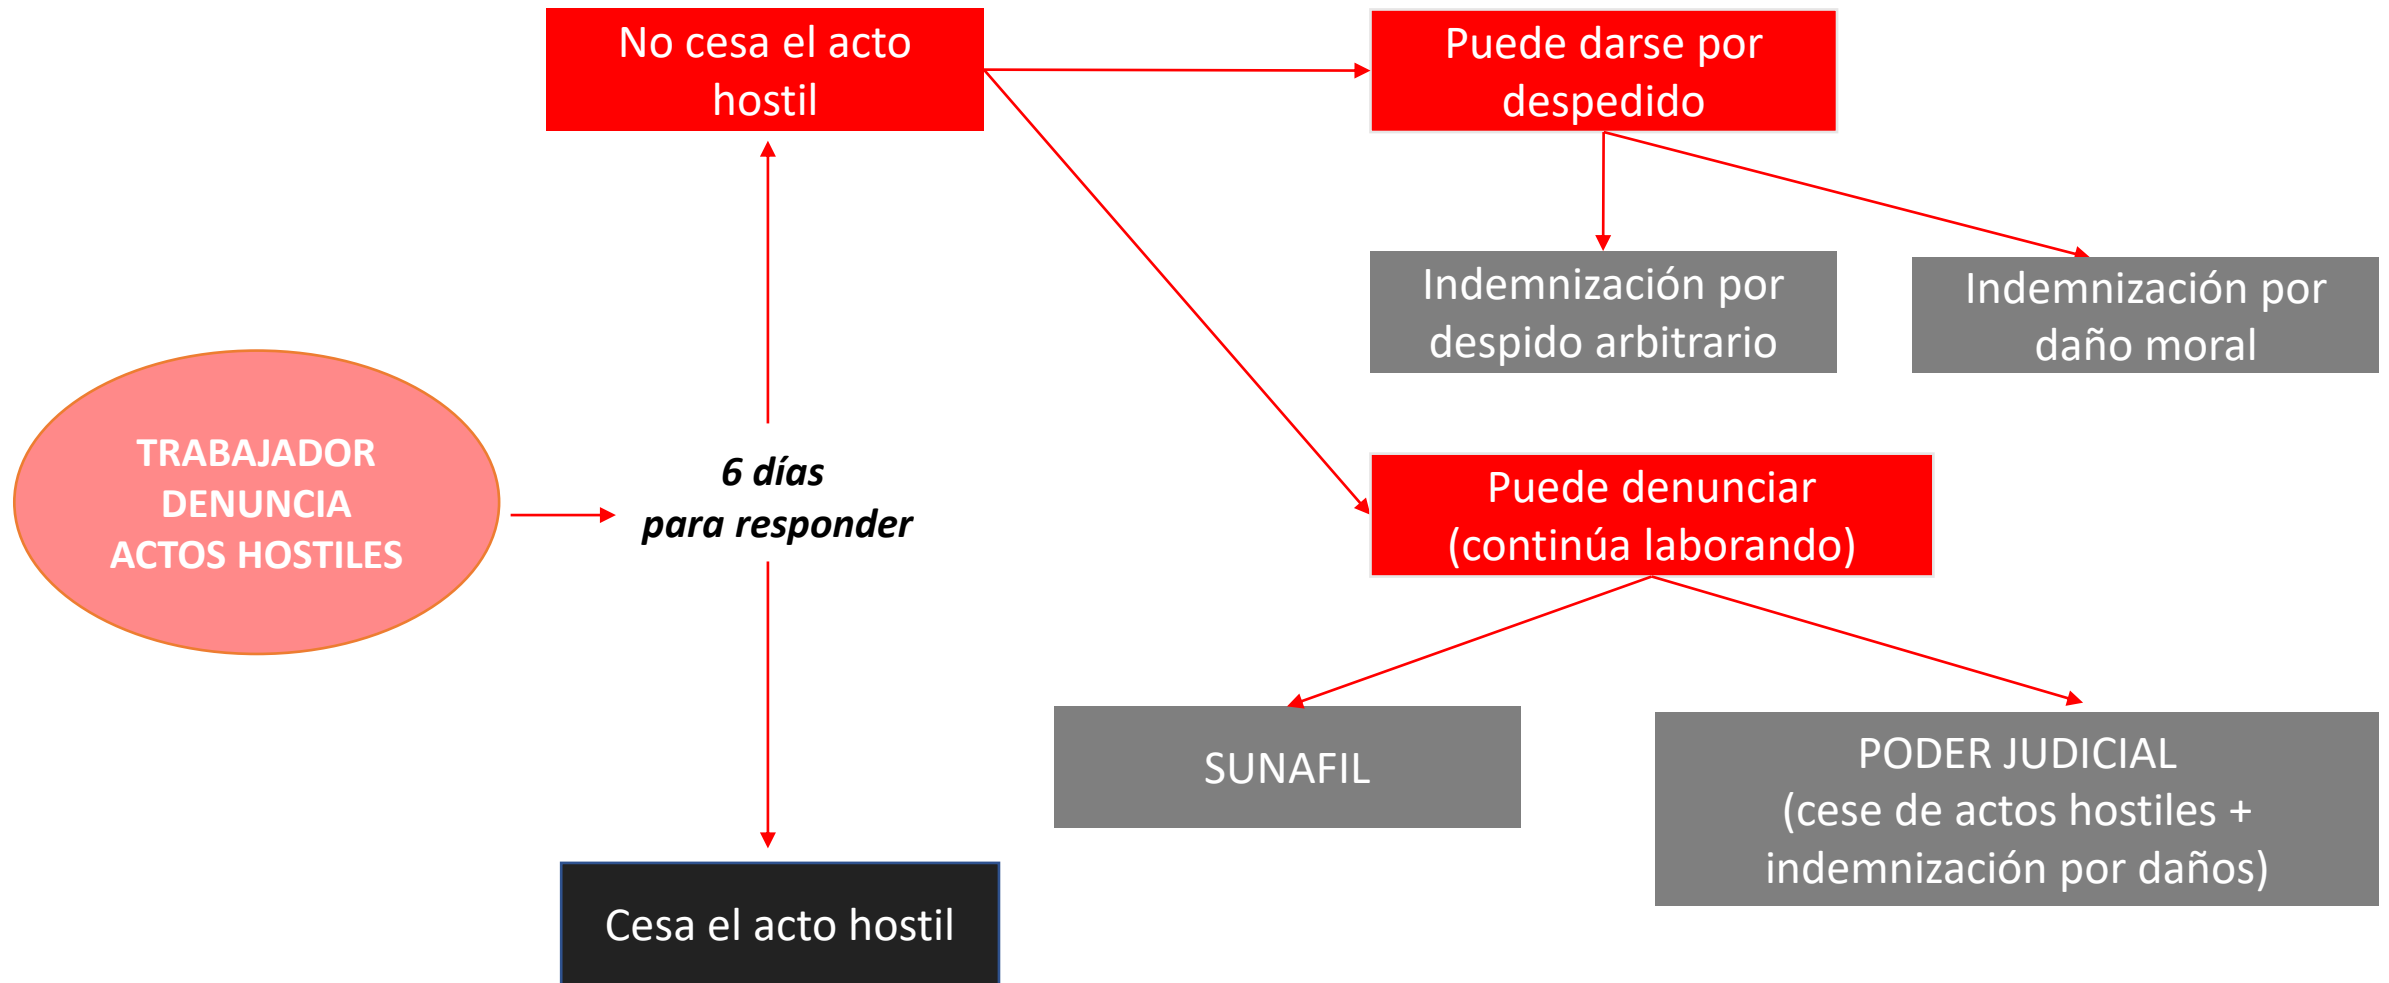 No cesa el acto
hostil
Puede darse por
despedido
Indemnización por
despido arbitrario
Indemnización por
daño moral
TRABAJADOR
DENUNCIA
ACTOS HOSTILES
6 días
para responder
Puede denunciar
(continúa laborando)
SUNAFIL
PODER JUDICIAL
(cese de actos hostiles +
indemnización por daños)
Cesa el acto hostil